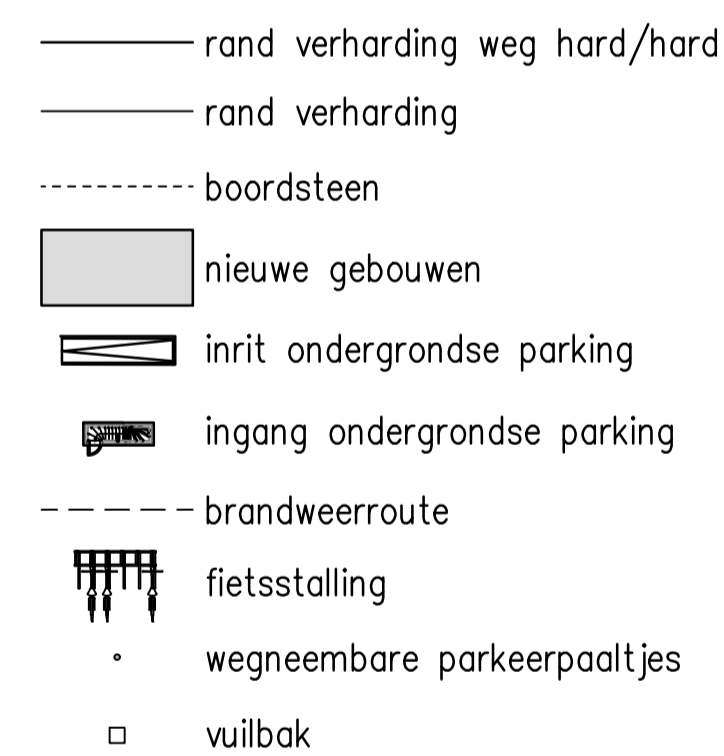 rand verharding weg hard/hard
rand verharding
boordsteen
nieuwe gebouwen
inrit ondergrondse parking
ingang ondergrondse parking
brandweerroute
fietsstalling
wegneembare parkeerpaaltjes
vuilbak